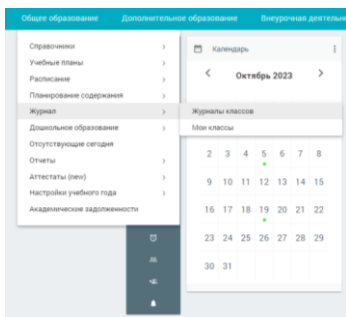 Общее образование Дополнительное образование Внеурочная деятельн
Справочники
Учебные планы
Расписание
Планирование содержания
Журнал
Дошкольное образование
Отсутствующие сегодня
Отчеты
Аттестаты (new)
Настройки учебного года
Академические задолженности
Журналы классов
Мои классы
Календарь
Октябрь 2023
2 3 4 5 6 7 8
9 10 11 12 13 14 15
16 17 18 19 20 21 22
23 24 25 26 27 28 29
30 31